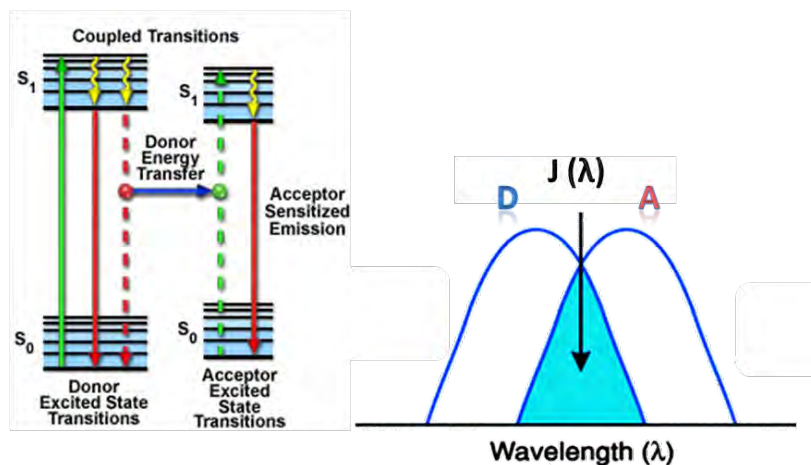 Coupled Transitions
S1
S1
Donor
Energy
Transfer
Acceptor
Sensitized
Emission
S0
S0
Donor
Excited State
Transitions
Acceptor
Excited
State
Transitions
J (λ)
D
A
Wavelength (λ)